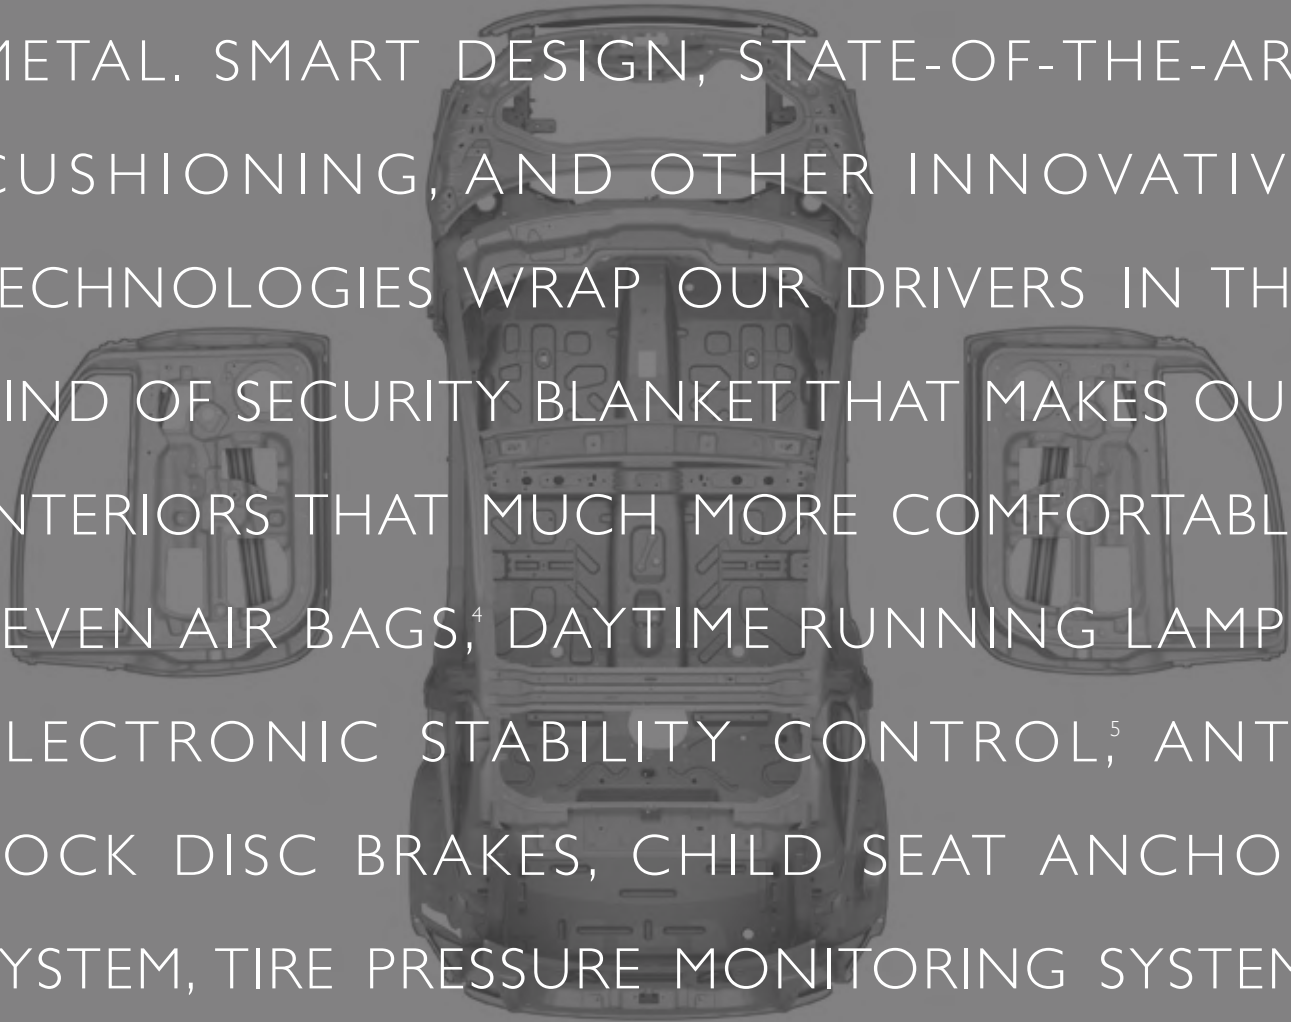 METAL. SMART DESIGN, STATE-OF-THE-AR
CUSHIONING, AND OTHER INNOVATIV
ECHNOLOGIES WRAP OUR DRIVERS IN TH
IND OF SECURITY BLANKET THAT MAKES OU
NTERIORS THAT MUCH MORE COMFORTABL
EVEN AIR BAGS,⁴ DAYTIME RUNNING LAMP
LECTRONIC STABILITY CONTROL,⁵ ANT
OCK DISC BRAKES, CHILD SEAT ANCHO
YSTEM, TIRE PRESSURE MONITORING SYSTEM